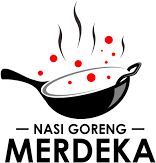 — NASI GORENG —
MERDEKA